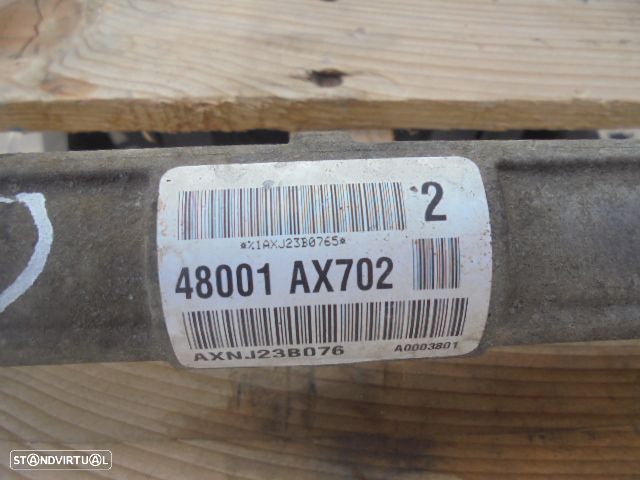 2
*%1AXJ23B0765*
48001 AX702
AXNJ23B076 A0003801
STANDVIRTUAL